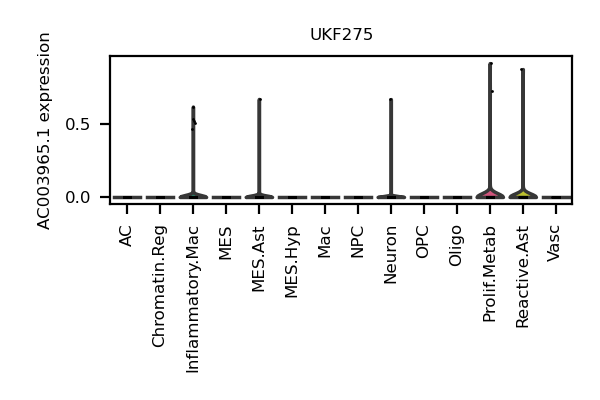 UKF275
AC003965.1 expression
0.5
0.0
AC
Chromatin.Reg
Inflammatory.Mac
MES
MES.Ast
MES.Hyp
Mac
NPC
Neuron
OPC
Oligo
Prolif.Metab
Reactive.Ast
Vasc